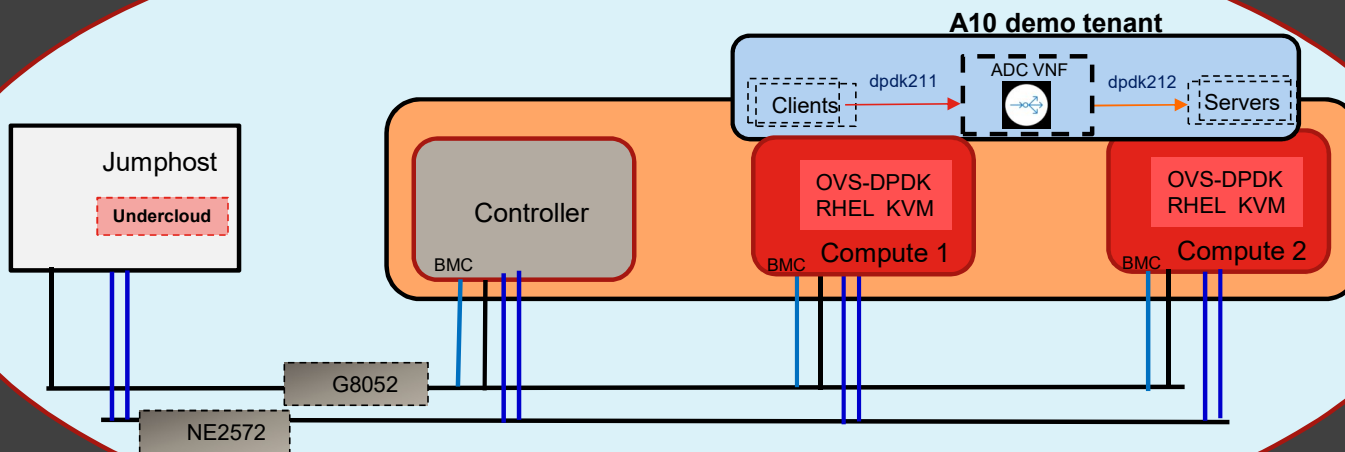 A10 demo tenant
Clients
dpdk211
ADC VNF
dpdk212
Servers
Jumphost
Undercloud
Controller
BMC
OVS-DPDK
RHEL KVM
BMC
Compute 1
OVS-DPDK
RHEL KVM
BMC
Compute 2
G8052
NE2572